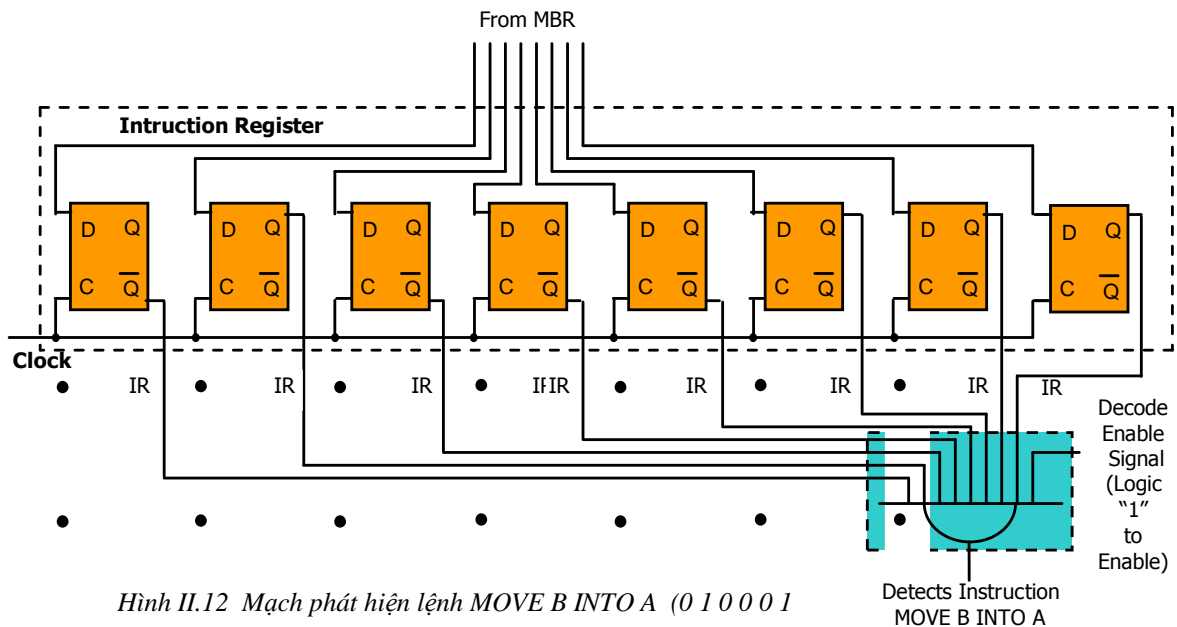 From MBR
Intruction Register
D Q D Q D Q D Q D Q D Q D Q D Q
C Q C Q C Q C Q C Q C Q C Q C Q
Clock
IR IR IR IR IR IR IR IR
Decode
Enable
Signal
(Logic
“1”
to
Enable)
Detects Instruction
MOVE B INTO A
Hình II.12 Mạch phát hiện lệnh MOVE B INTO A (0 1 0 0 0 1